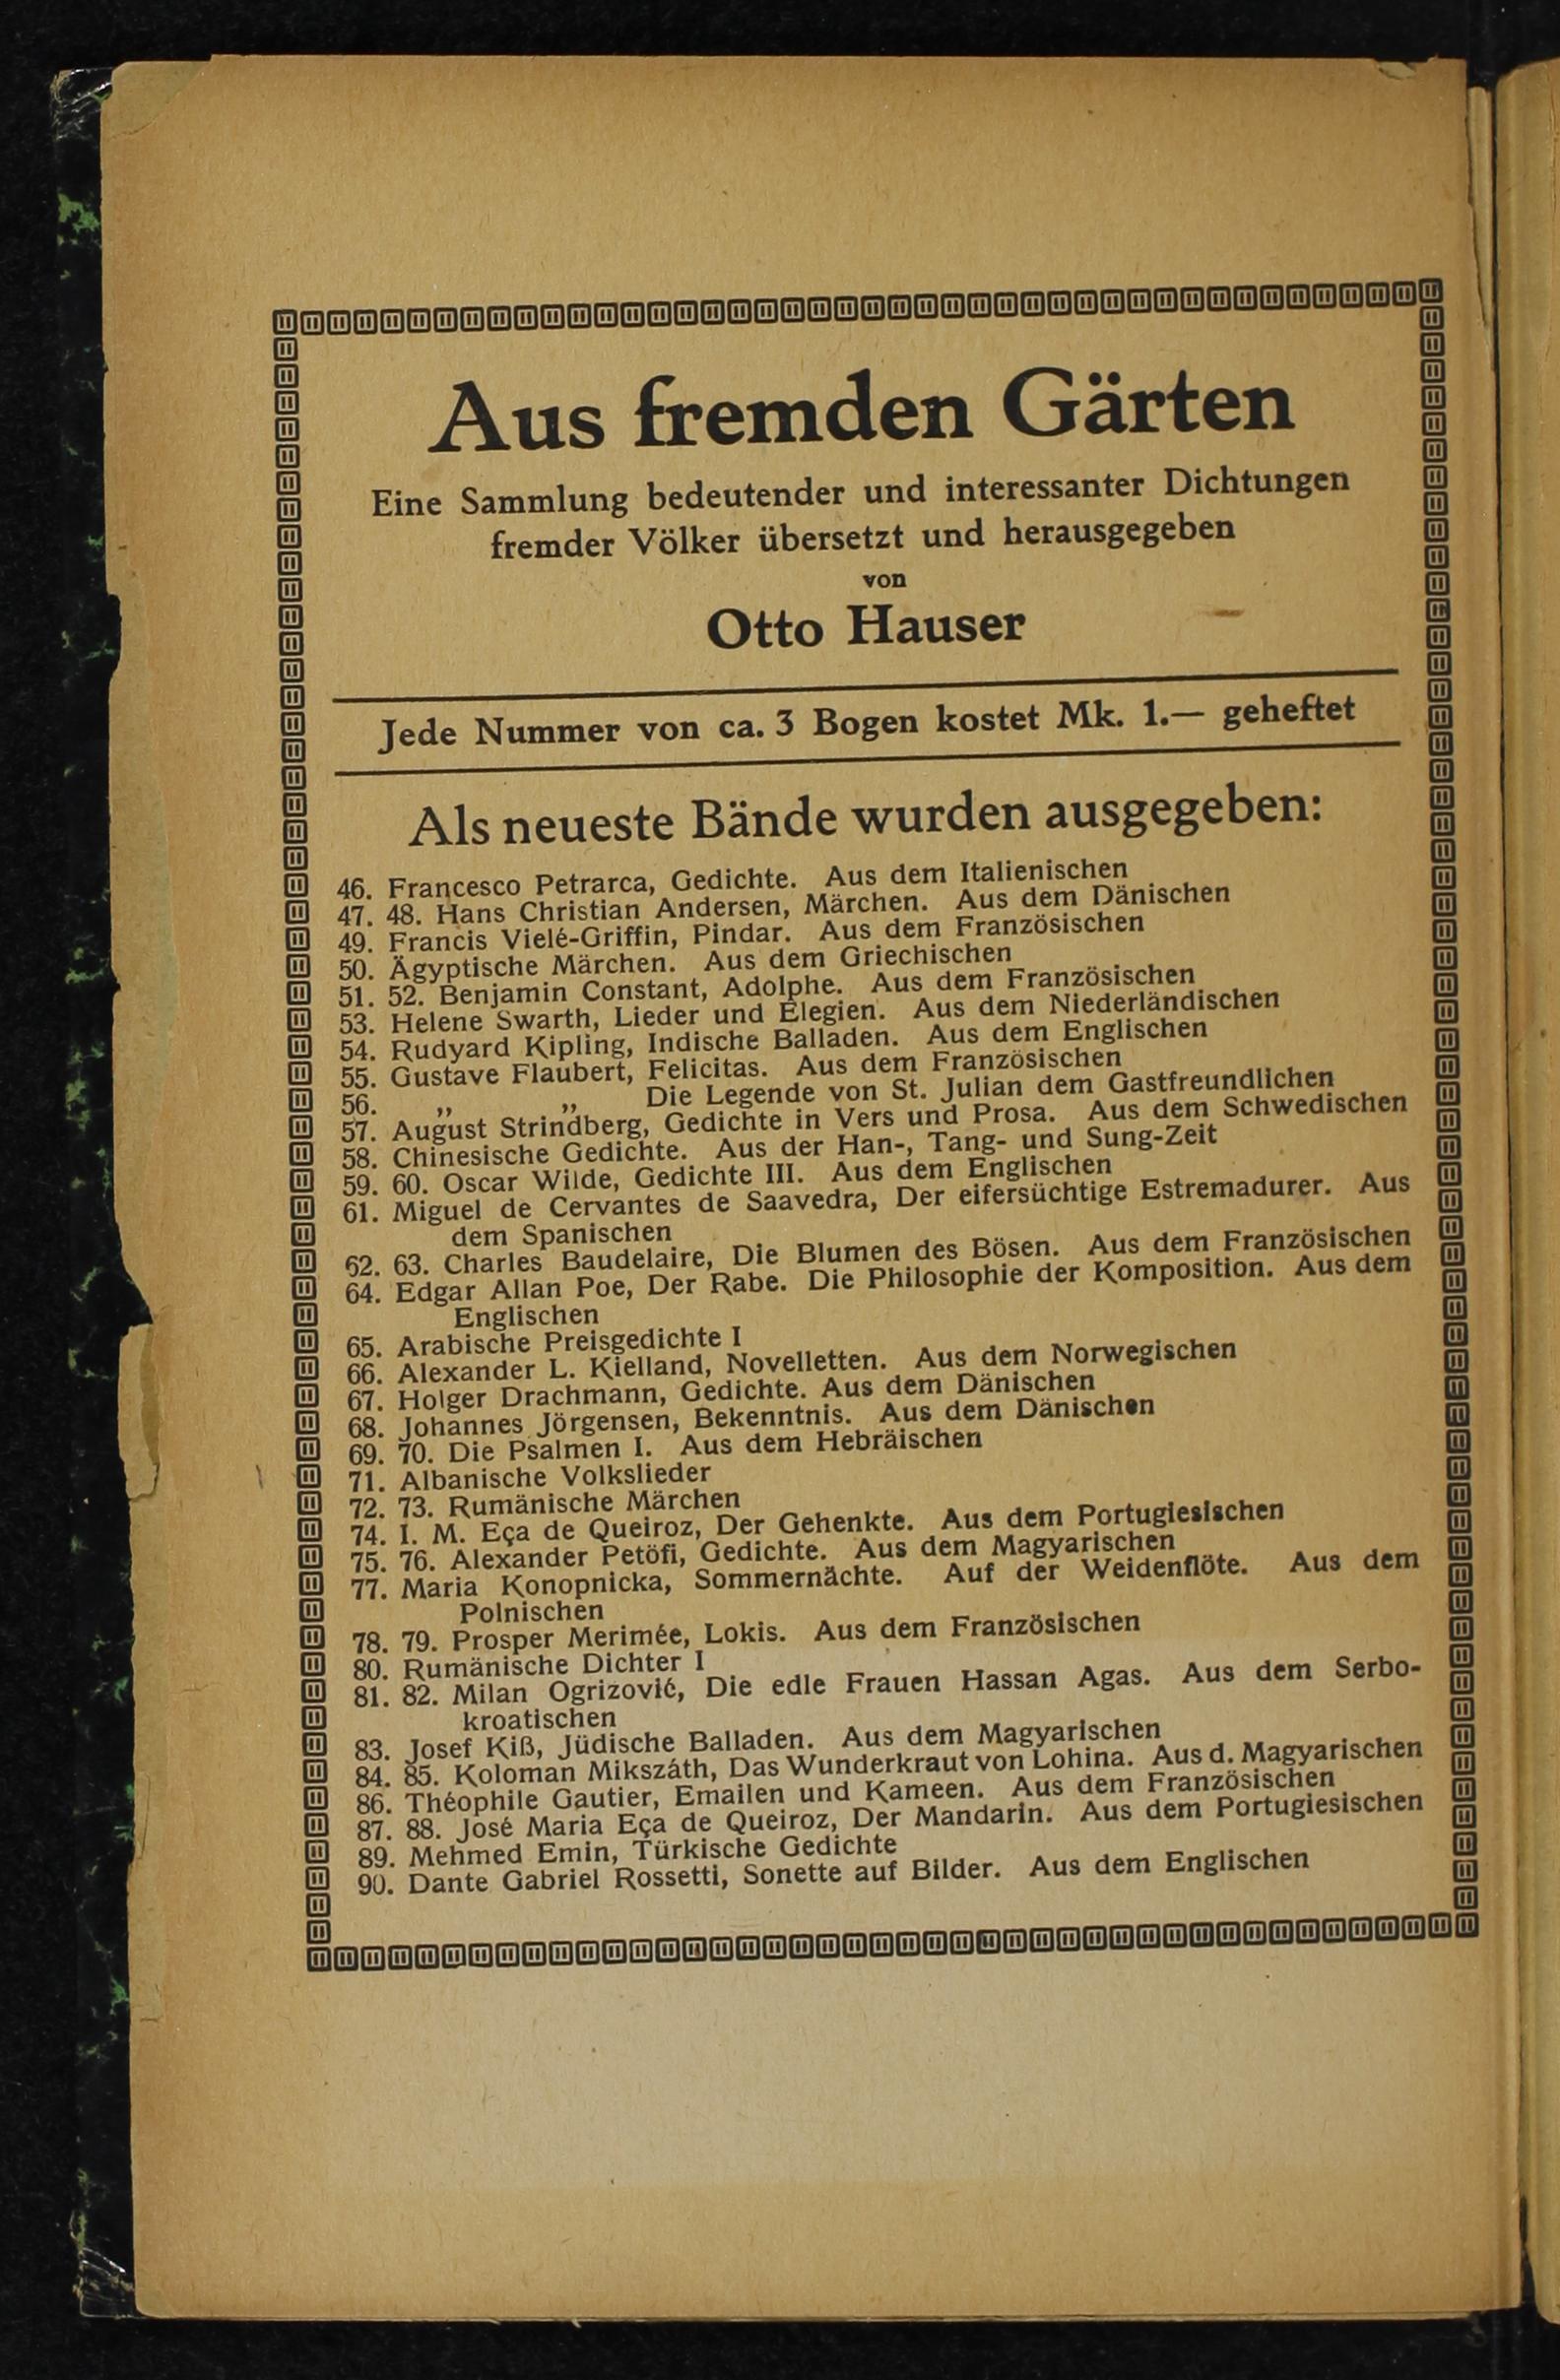 Aus fremden Gärten
Eine Sammlung bedeutender und interessanter Dichtungen
fremder Völker übersetzt und herausgegeben
von
Otto Hauser
Jede Nummer von ca. 3 Bogen kostet Mk. 1.— geheftet
Als neueste Bände wurden ausgegeben:
46. Francesco Petrarca, Gedichte. Aus dem Italienischen
47. 48. Hans Christian Andersen, Märchen. Aus dem Dänischen
49. Francis Vielé-Griffin, Pindar. Aus dem Französischen
50. Ägyptische Märchen. Aus dem Griechischen
51. 52. Benjamin Constant, Adolphe. Aus dem Französischen
53. Helene Swarth, Lieder und Elegien. Aus dem Niederländischen
54. Rudyard Kipling, Indische Balladen. Aus dem Englischen
55. Gustave Flaubert, Felicitas. Aus dem Französischen
56. „ „ Die Legende von St. Julian dem Gastfreundlichen
57. August Strindberg, Gedichte in Vers und Prosa. Aus dem Schwedischen
58. Chinesische Gedichte. Aus der Han-, Tang- und Sung-Zeit
59. 60. Oscar Wilde, Gedichte III. Aus dem Englischen
61. Miguel de Cervantes de Saavedra, Der eifersüchtige Estremadurer. Aus
dem Spanischen
62. 63. Charles Baudelaire, Die Blumen des Bösen. Aus dem Französischen
64. Edgar Allan Poe, Der Rabe. Die Philosophie der Komposition. Aus dem
Englischen
65. Arabische Preisgedichte I
66. Alexander L. Kielland, Novelletten. Aus dem Norwegischen
67. Holger Drachmann, Gedichte. Aus dem Dänischen
68. Johannes Jörgensen, Bekenntnis. Aus dem Dänischen
69. 70. Die Psalmen I. Aus dem Hebräischen
71. Albanische Volkslieder
72. 73. Rumänische Märchen
74. I. M. Eça de Queiroz, Der Gehenkte. Aus dem Portugiesischen
75. 76. Alexander Petöfi, Gedichte. Aus dem Magyarischen
77. Maria Konopnicka, Sommernächte. Auf der Weidenflöte. Aus dem
Polnischen
78. 79. Prosper Merimée, Lokis. Aus dem Französischen
80. Rumänische Dichter I
81. 82. Milan Ogrizović, Die edle Frauen Hassan Agas. Aus dem Serbo-
kroatischen
83. Josef Kiß, Jüdische Balladen. Aus dem Magyarischen
84. 85. Koloman Mikszáth, Das Wunderkraut von Lohina. Aus d. Magyarischen
86. Théophile Gautier, Emailen und Kameen. Aus dem Französischen
87. 88. José Maria Eça de Queiroz, Der Mandarin. Aus dem Portugiesischen
89. Mehmed Emin, Türkische Gedichte
90. Dante Gabriel Rossetti, Sonette auf Bilder. Aus dem Englischen